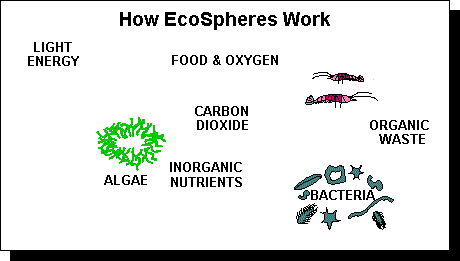 How EcoSpheres Work
LIGHT
ENERGY
FOOD & OXYGEN
CARBON
DIOXIDE
ORGANIC
WASTE
ALGAE
INORGANIC
NUTRIENTS
BACTERIA